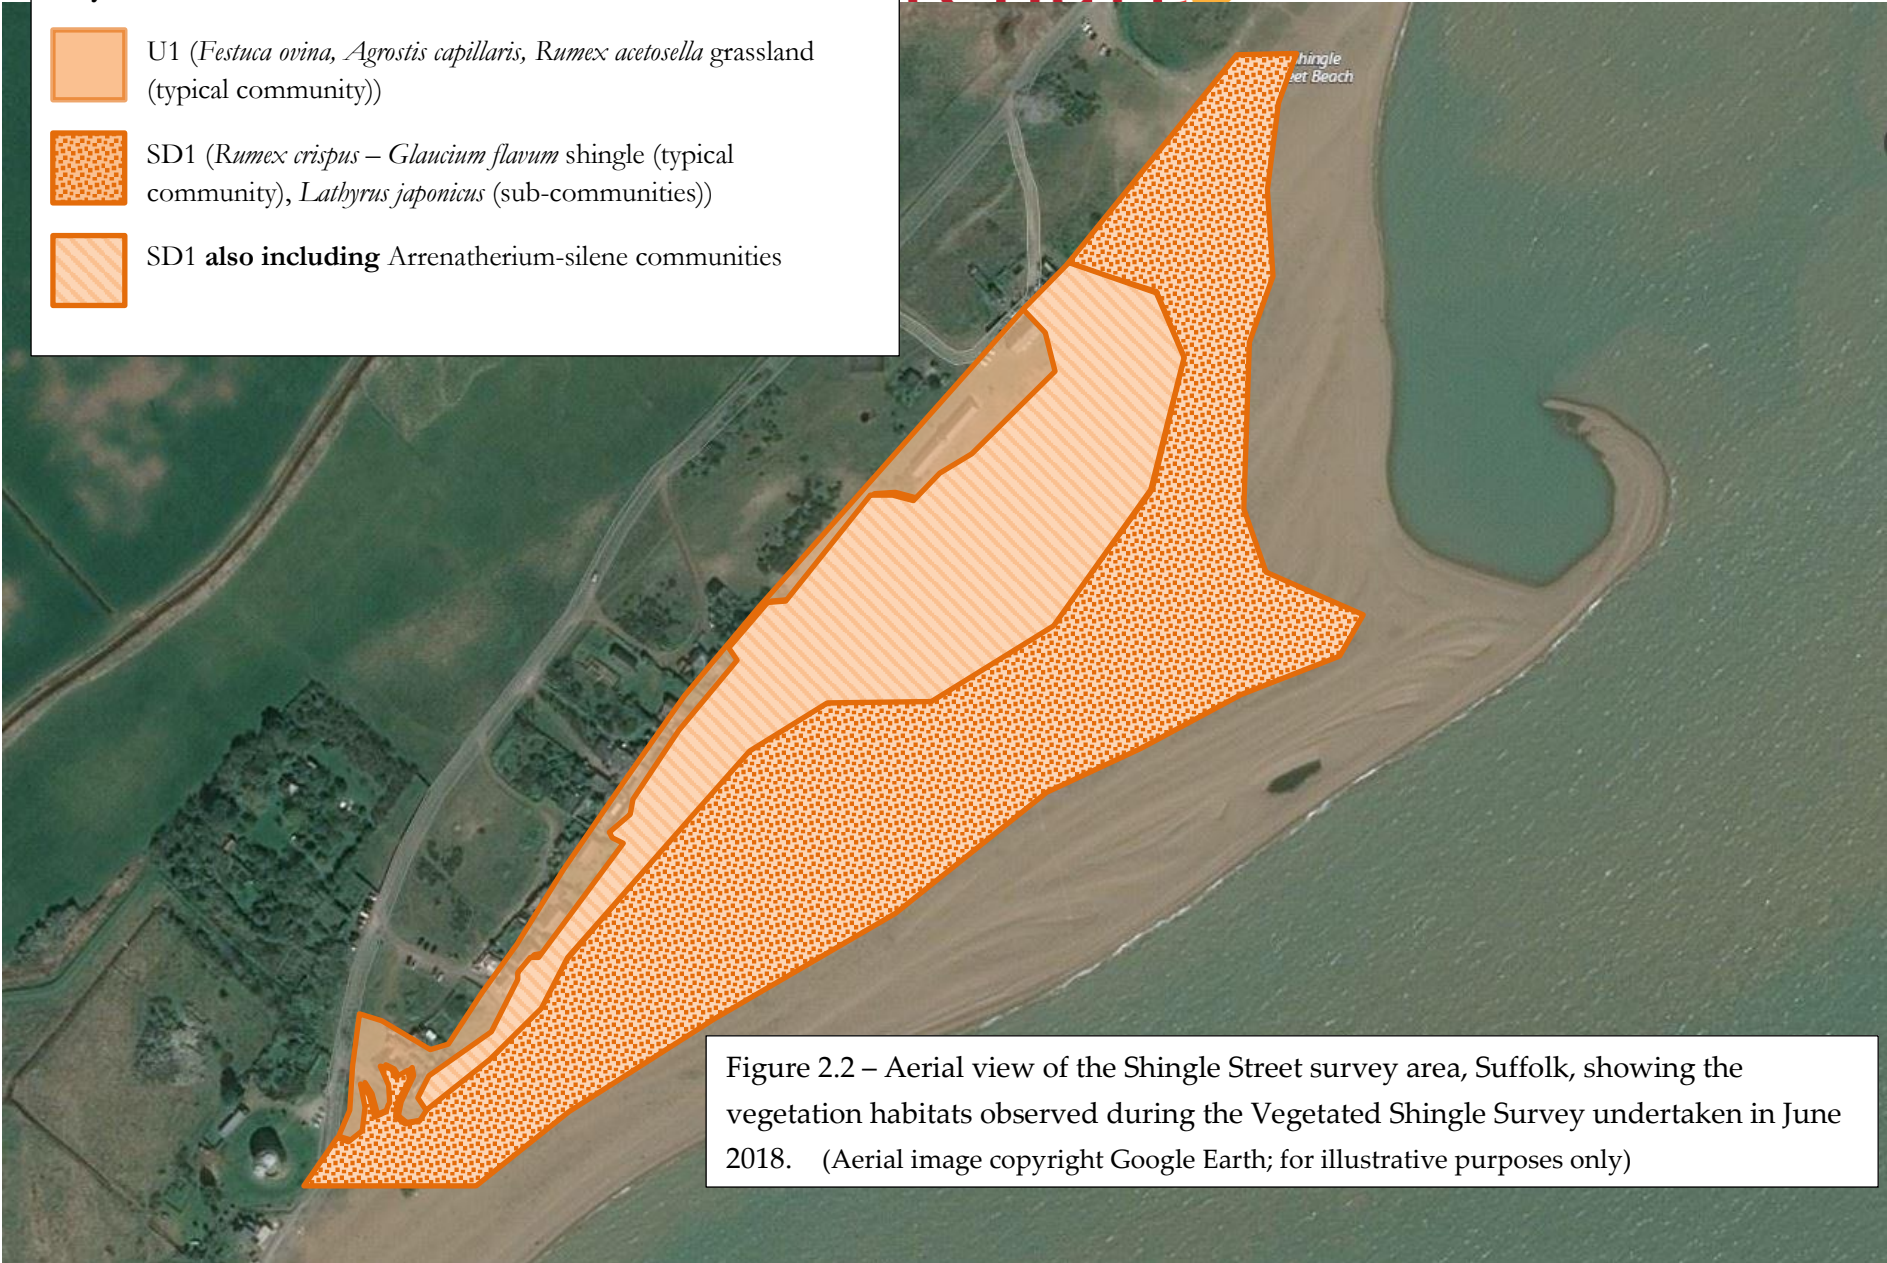 U1 (Festuca ovina, Agrostis capillaris, Rumex acetosella grassland
(typical community))
SD1 (Rumex crispus – Glaucium flavum shingle (typical
community), Lathyrus japonicus (sub-communities))
SD1 also including Arrenatherium-silene communities
hingle
eet Beach
Figure 2.2 – Aerial view of the Shingle Street survey area, Suffolk, showing the
vegetation habitats observed during the Vegetated Shingle Survey undertaken in June
2018. (Aerial image copyright Google Earth; for illustrative purposes only)